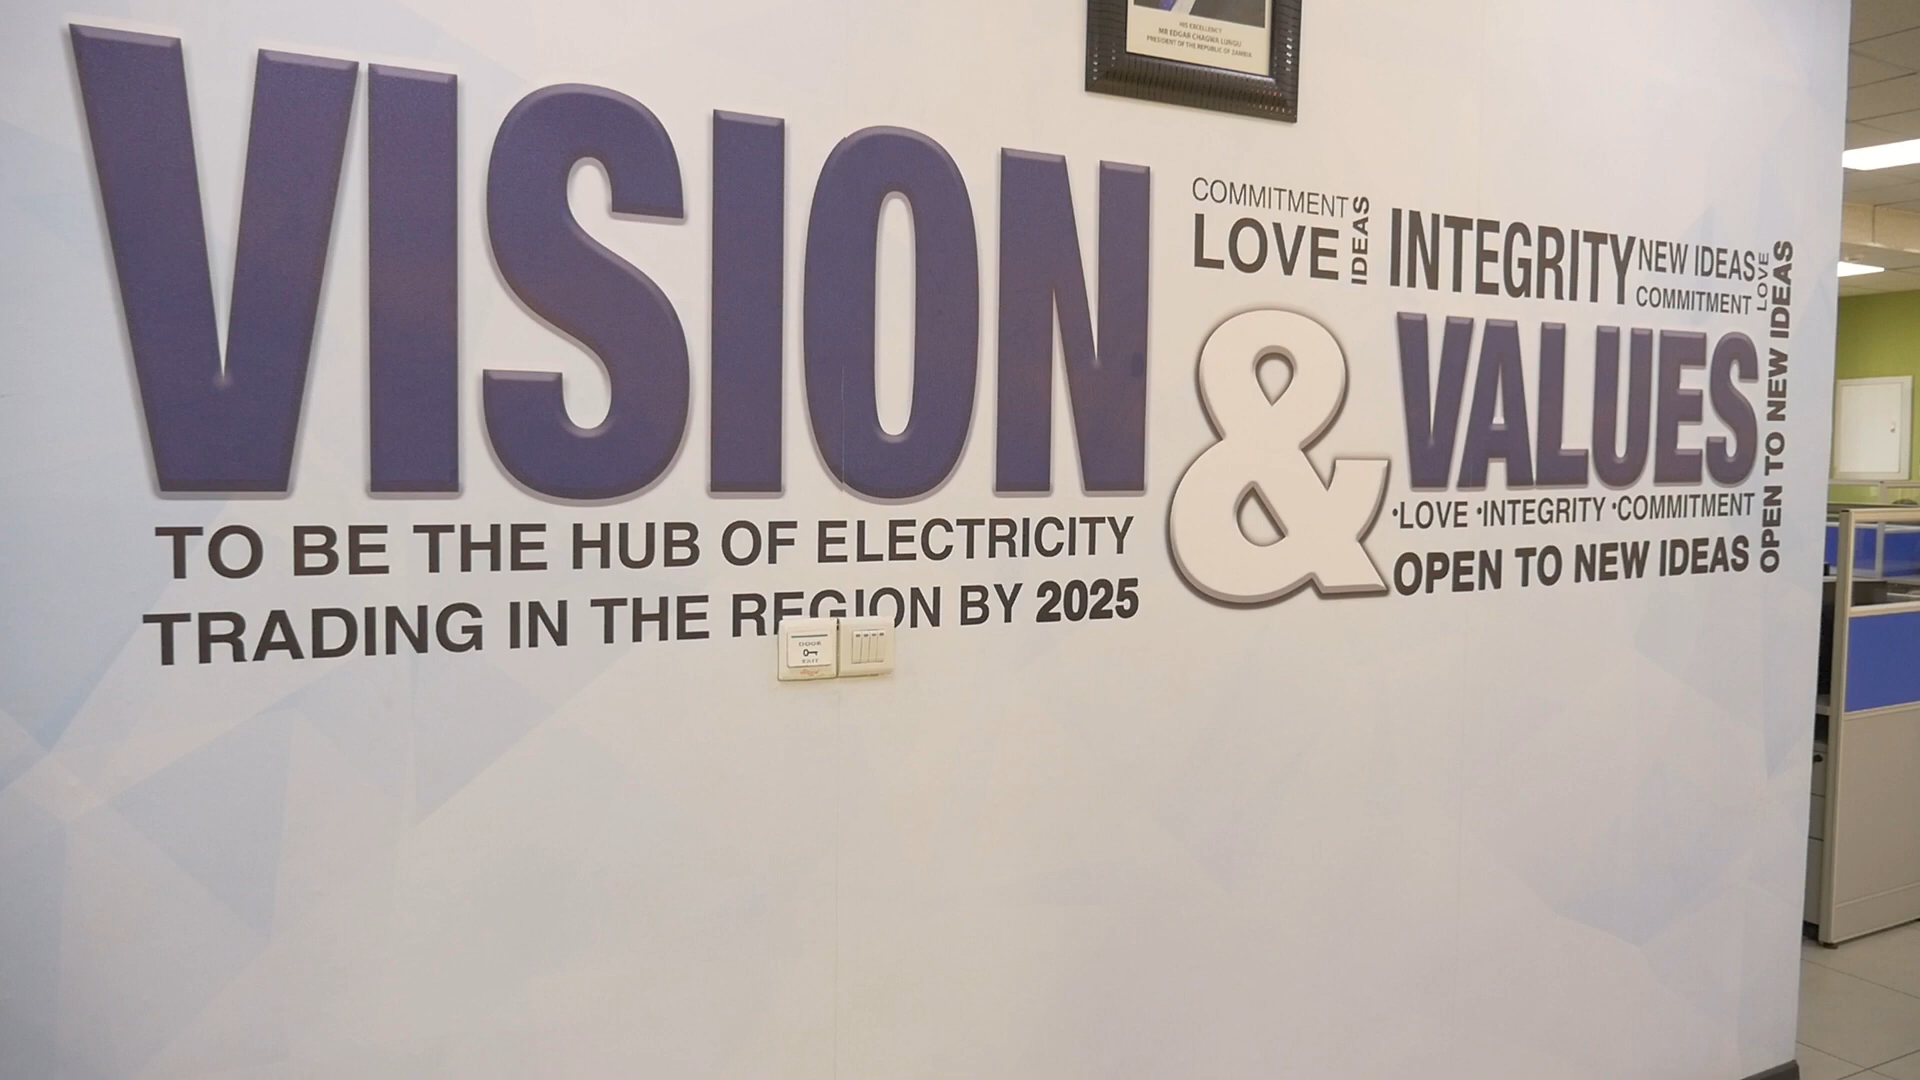 HIS EXCELLENCY
MR EDGAR CHAGWA LUNGU
PRESIDENT OF THE REPUBLIC OF ZAMBIA
VISION
TO BE THE HUB OF ELECTRICITY
TRADING IN THE REGION BY 2025
&
COMMITMENT
LOVE
IDEAS
INTEGRITY
NEW IDEAS
COMMITMENT
LOVE
OPEN TO NEW IDEAS
VALUES
·LOVE ·INTEGRITY ·COMMITMENT
OPEN TO NEW IDEAS
DOOR
EXIT